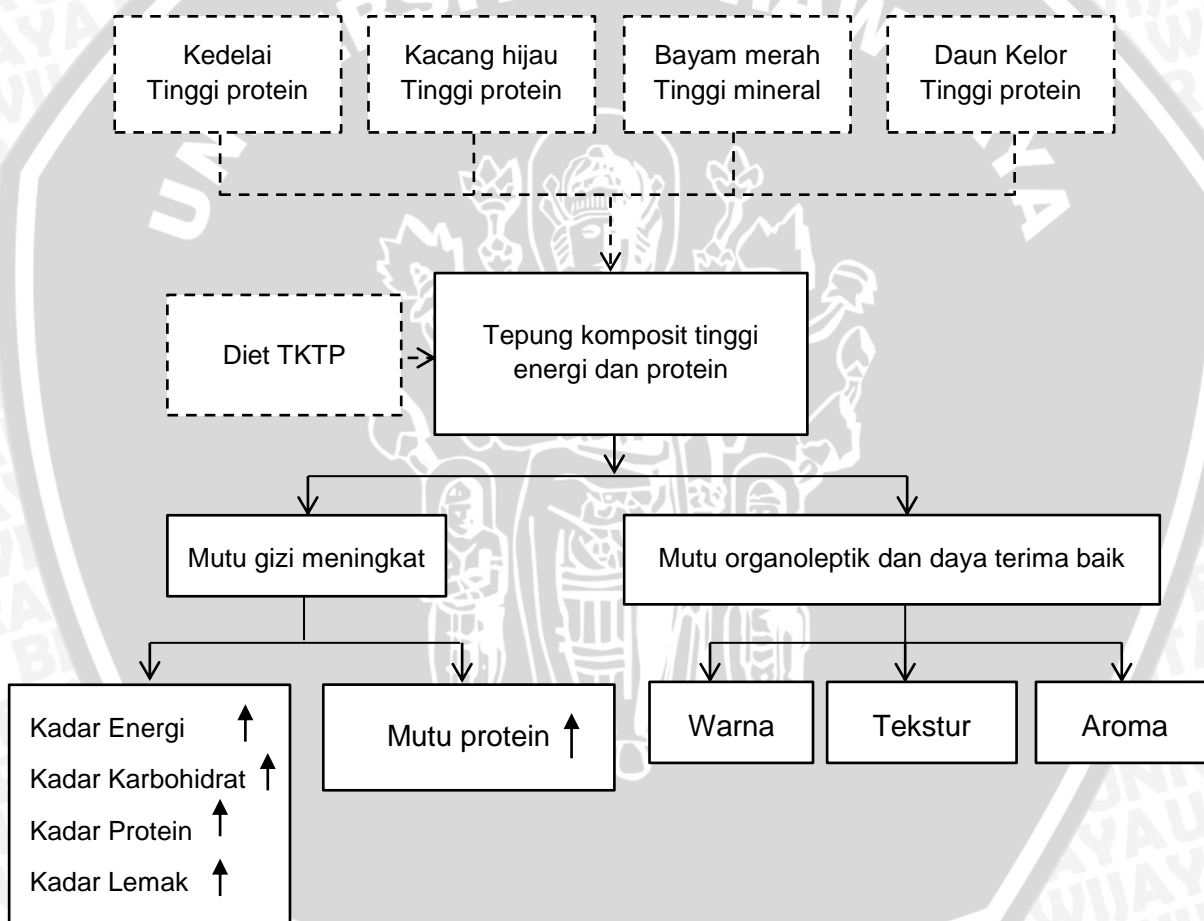 Kedelai
Tinggi protein
Kacang hijau
Tinggi protein
Bayam merah
Tinggi mineral
Daun Kelor
Tinggi protein
Diet TKTP
Tepung komposit tinggi
energi dan protein
Mutu gizi meningkat
Mutu organoleptik dan daya terima baik
Kadar Energi
Kadar Karbohidrat
Kadar Protein
Kadar Lemak
Mutu protein
Warna
Tekstur
Aroma